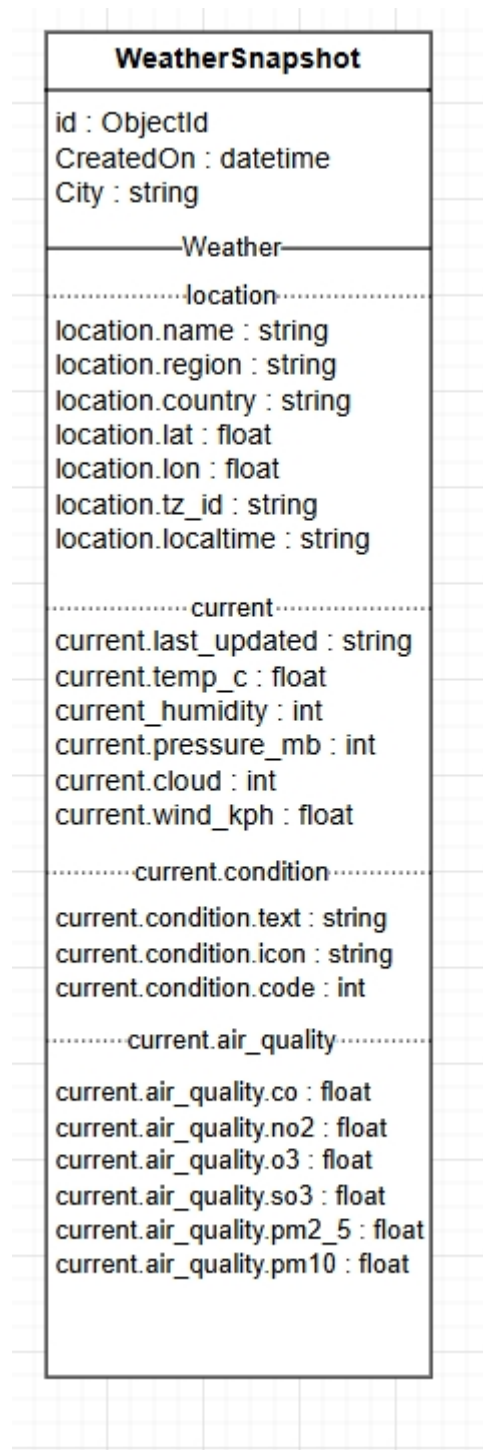 WeatherSnapshot
id : ObjectId
CreatedOn : datetime
City : string
Weather
location
location.name : string
location.region : string
location.country : string
location.lat : float
location.lon : float
location.tz_id : string
location.localtime : string
current
current.last_updated : string
current.temp_c : float
current_humidity : int
current.pressure_mb : int
current.cloud : int
current.wind_kph : float
current.condition
current.condition.text : string
current.condition.icon : string
current.condition.code : int
current.air_quality
current.air_quality.co : float
current.air_quality.no2 : float
current.air_quality.o3 : float
current.air_quality.so3 : float
current.air_quality.pm2_5 : float
current.air_quality.pm10 : float